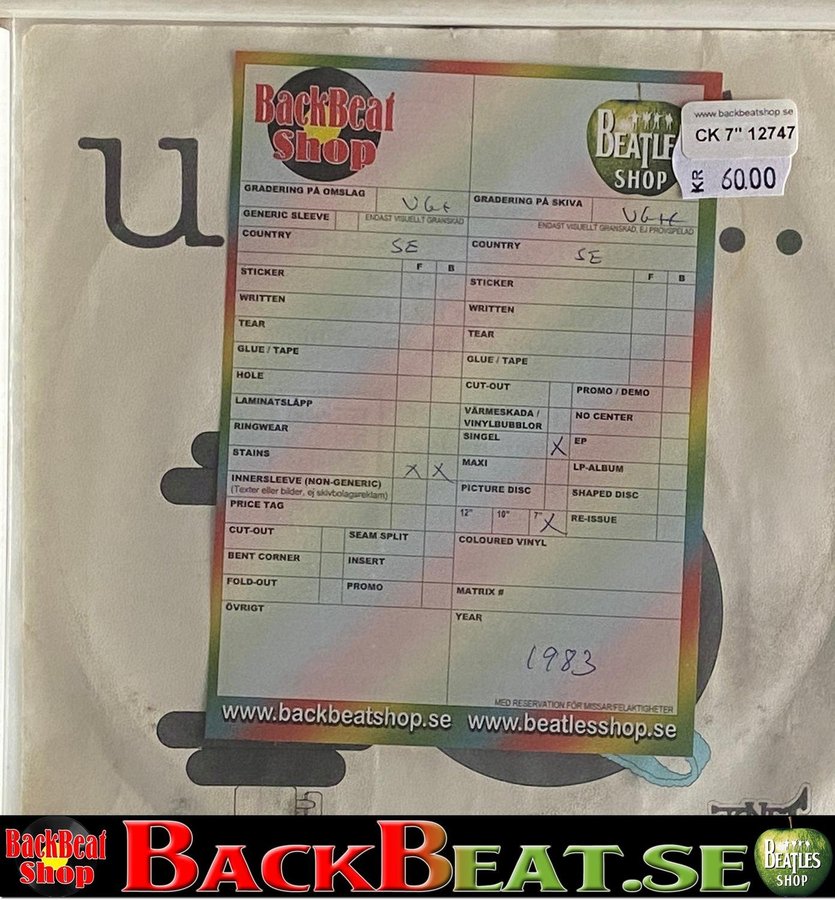 BackBeat
Shop
BEATLE
SHOP
www.backbeatshop.se
CK 7" 12747
KR 60.00
u
..
GRADERING PÅ OMSLAG VG+
GENERIC SLEEVE
ENDAST VISUELLT GRANSKAD
COUNTRY SE
F B
STICKER
WRITTEN
TEAR
GLUE / TAPE
HOLE
LAMINATSLÄPP
RINGWEAR
STAINS X X
INNERSLEEVE (NON-GENERIC)
(Texter eller bilder, ej skivbolagsreklam)
PRICE TAG
CUT-OUT SEAM SPLIT
BENT CORNER INSERT
FOLD-OUT PROMO
ÖVRIGT
GRADERING PÅ SKIVA VG++
ENDAST VISUELLT GRANSKAD, EJ PROVSPELAD
COUNTRY SE
F B
STICKER
WRITTEN
TEAR
GLUE / TAPE
CUT-OUT PROMO / DEMO
VÄRMESKADA / NO CENTER
VINYLBUBBLOR
SINGEL X EP
MAXI LP-ALBUM
PICTURE DISC SHAPED DISC
12" 10" 7" X RE-ISSUE
COLOURED VINYL
MATRIX #
YEAR
1983
MED RESERVATION FÖR MISSAR/FELAKTIGHETER
www.backbeatshop.se www.beatlesshop.se
BackBeat
Shop
BACKBEAT.SE
BEATLES
SHOP